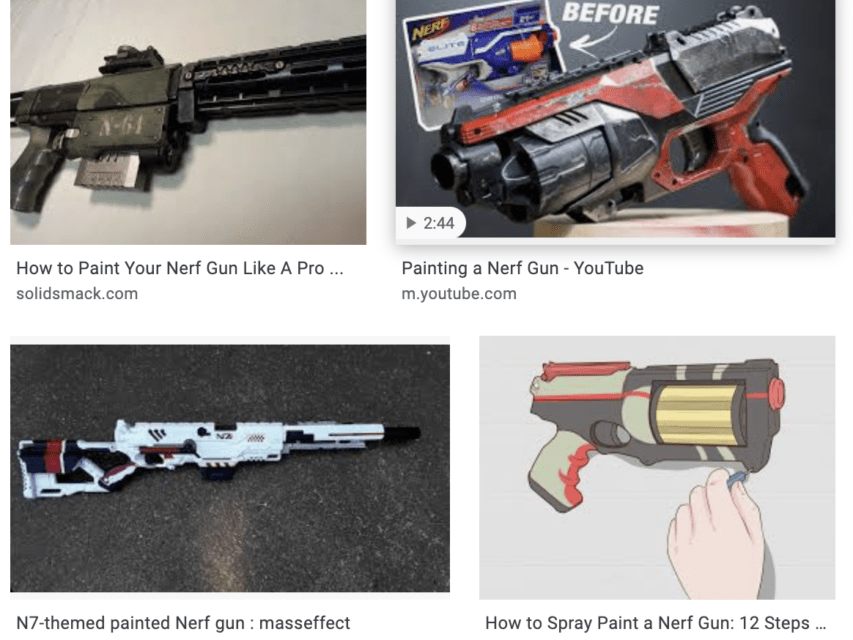 BEFORE
NERF
ELITE
N-61
2:44
How to Paint Your Nerf Gun Like A Pro ...
solidsmack.com
Painting a Nerf Gun - YouTube
m.youtube.com
N7
N7-themed painted Nerf gun : masseffect
How to Spray Paint a Nerf Gun: 12 Steps ...